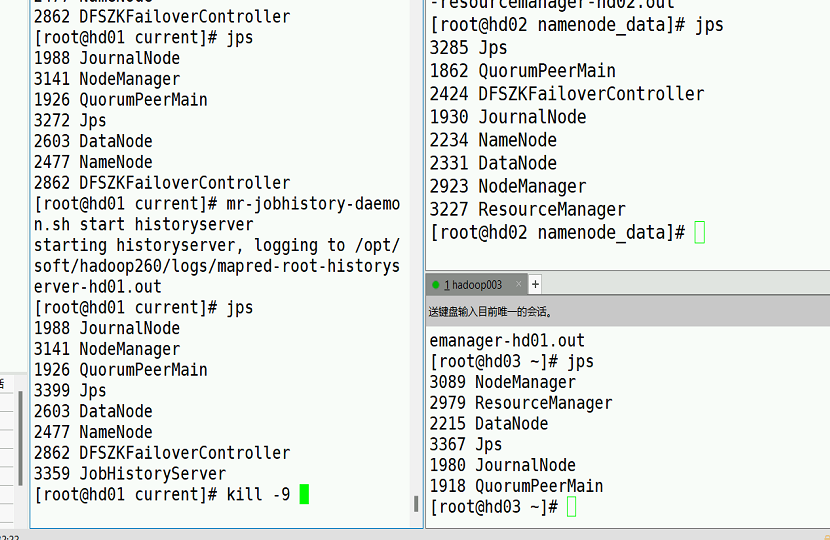 2862 DFSZKFailoverController
[root@hd01 current]# jps
1988 JournalNode
3141 NodeManager
1926 QuorumPeerMain
3272 Jps
2603 DataNode
2477 NameNode
2862 DFSZKFailoverController
[root@hd01 current]# mr-jobhistory-daemo
n.sh start historyserver
starting historyserver, logging to /opt/
soft/hadoop260/logs/mapred-root-historys
erver-hd01.out
[root@hd01 current]# jps
1988 JournalNode
3141 NodeManager
1926 QuorumPeerMain
3399 Jps
2603 DataNode
2477 NameNode
2862 DFSZKFailoverController
3359 JobHistoryServer
[root@hd01 current]# kill -9
-resourcemanager-hd02.out
[root@hd02 namenode_data]# jps
3285 Jps
1862 QuorumPeerMain
2424 DFSZKFailoverController
1930 JournalNode
2234 NameNode
2331 DataNode
2923 NodeManager
3227 ResourceManager
[root@hd02 namenode_data]#
1 hadoop003 × +
送键盘输入目前唯一的会话。
emanager-hd01.out
[root@hd03 ~]# jps
3089 NodeManager
2979 ResourceManager
2215 DataNode
3367 Jps
1980 JournalNode
1918 QuorumPeerMain
[root@hd03 ~]#